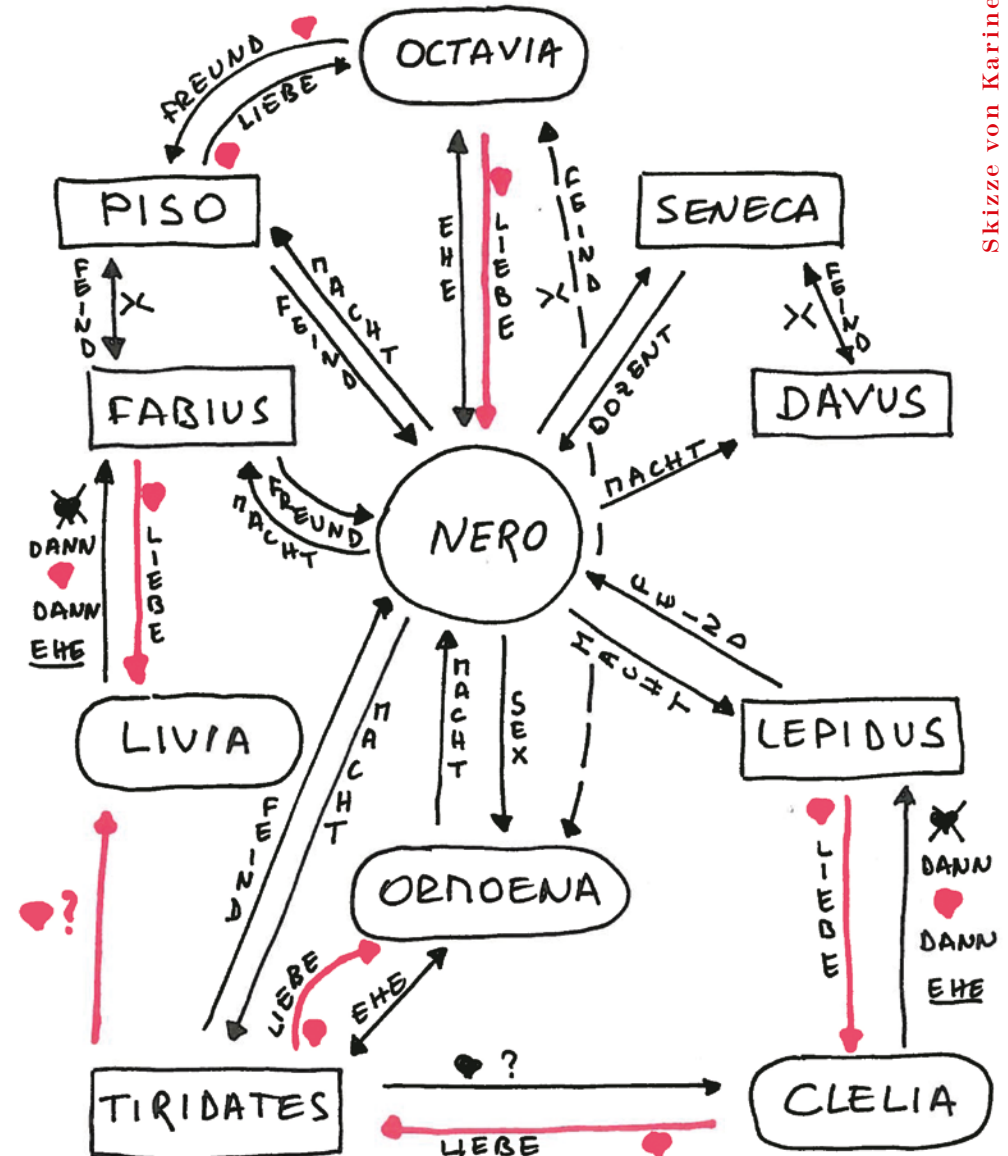 OCTAVIA
FREUND
LIEBE
Skizze von Karine
PISO
SENECA
EHE
LIEBE
FEIND
FEIND
MACHT
FEIND
FEIND
DOZENT
FABIUS
DAVUS
MACHT
FREUND
MACHT
NERO
DANN
DANN
EHE
LIEBE
FEIND
MACHT
LIVIA
LEPIDUS
FEIND
MACHT
MACHT
SEX
ORMOENA
?
LIEBE
EHE
LIEBE
DANN
DANN
EHE
TIRIDATES
?
LIEBE
CLELIA